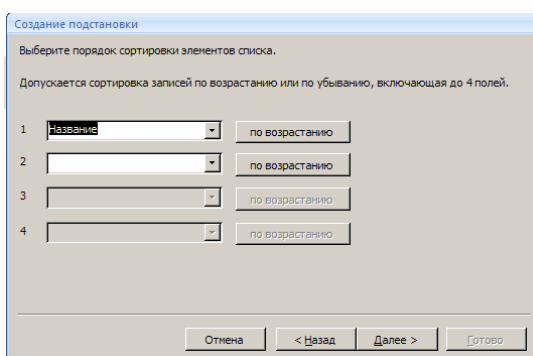 Создание подстановки
Выберите порядок сортировки элементов списка.
Допускается сортировка записей по возрастанию или по убыванию, включающая до 4 полей.
1 Название по возрастанию
2 по возрастанию
3 по возрастанию
4 по возрастанию
Отмена < Назад Далее > Готово